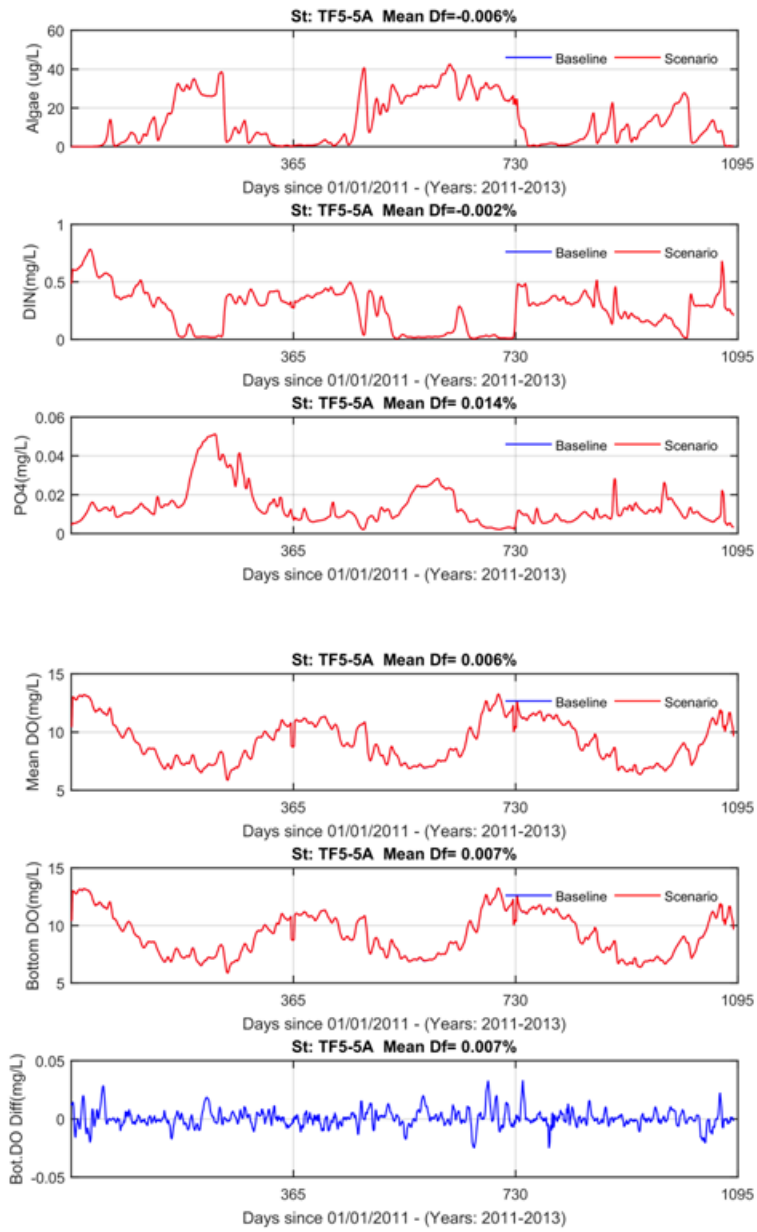 St: TF5-5A Mean Df=-0.006%
60
40
20
0
Algae (ug/L)
Baseline Scenario
365 730 1095
Days since 01/01/2011 - (Years: 2011-2013)
St: TF5-5A Mean Df=-0.002%
1
0.5
0
DIN(mg/L)
Baseline Scenario
365 730 1095
Days since 01/01/2011 - (Years: 2011-2013)
St: TF5-5A Mean Df= 0.014%
0.06
0.04
0.02
0
PO4(mg/L)
Baseline Scenario
365 730 1095
Days since 01/01/2011 - (Years: 2011-2013)
St: TF5-5A Mean Df= 0.006%
15
10
5
Mean DO(mg/L)
Baseline Scenario
365 730 1095
Days since 01/01/2011 - (Years: 2011-2013)
St: TF5-5A Mean Df= 0.007%
15
10
5
Bottom DO(mg/L)
Baseline Scenario
365 730 1095
Days since 01/01/2011 - (Years: 2011-2013)
St: TF5-5A Mean Df= 0.007%
0.05
0
-0.05
Bot.DO Diff(mg/L)
365 730 1095
Days since 01/01/2011 - (Years: 2011-2013)